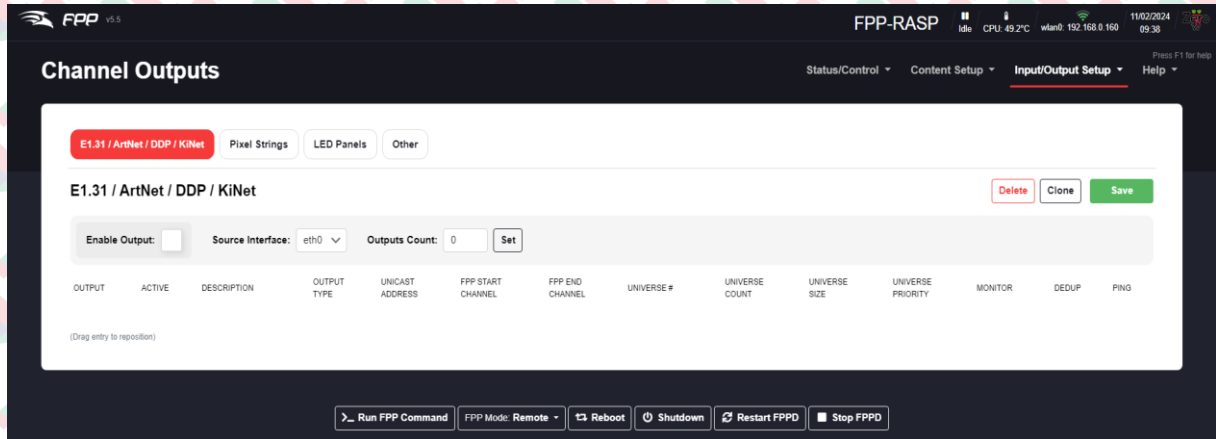 FPP v5.5
FPP-RASP
Idle
CPU: 49.2°C
wlan0: 192.168.0.160
11/02/2024
09:38
Press F1 for help
Channel Outputs
Status/Control
Content Setup
Input/Output Setup
Help
E1.31 / ArtNet / DDP / KiNet
Pixel Strings
LED Panels
Other
E1.31 / ArtNet / DDP / KiNet
Delete
Clone
Save
Enable Output:
Source Interface: eth0
Outputs Count: 0
Set
OUTPUT
ACTIVE
DESCRIPTION
OUTPUT
TYPE
UNICAST
ADDRESS
FPP START
CHANNEL
FPP END
CHANNEL
UNIVERSE #
UNIVERSE
COUNT
UNIVERSE
SIZE
UNIVERSE
PRIORITY
MONITOR
DEDUP
PING
(Drag entry to reposition)
>_ Run FPP Command
FPP Mode: Remote
Reboot
Shutdown
Restart FPPD
Stop FPPD